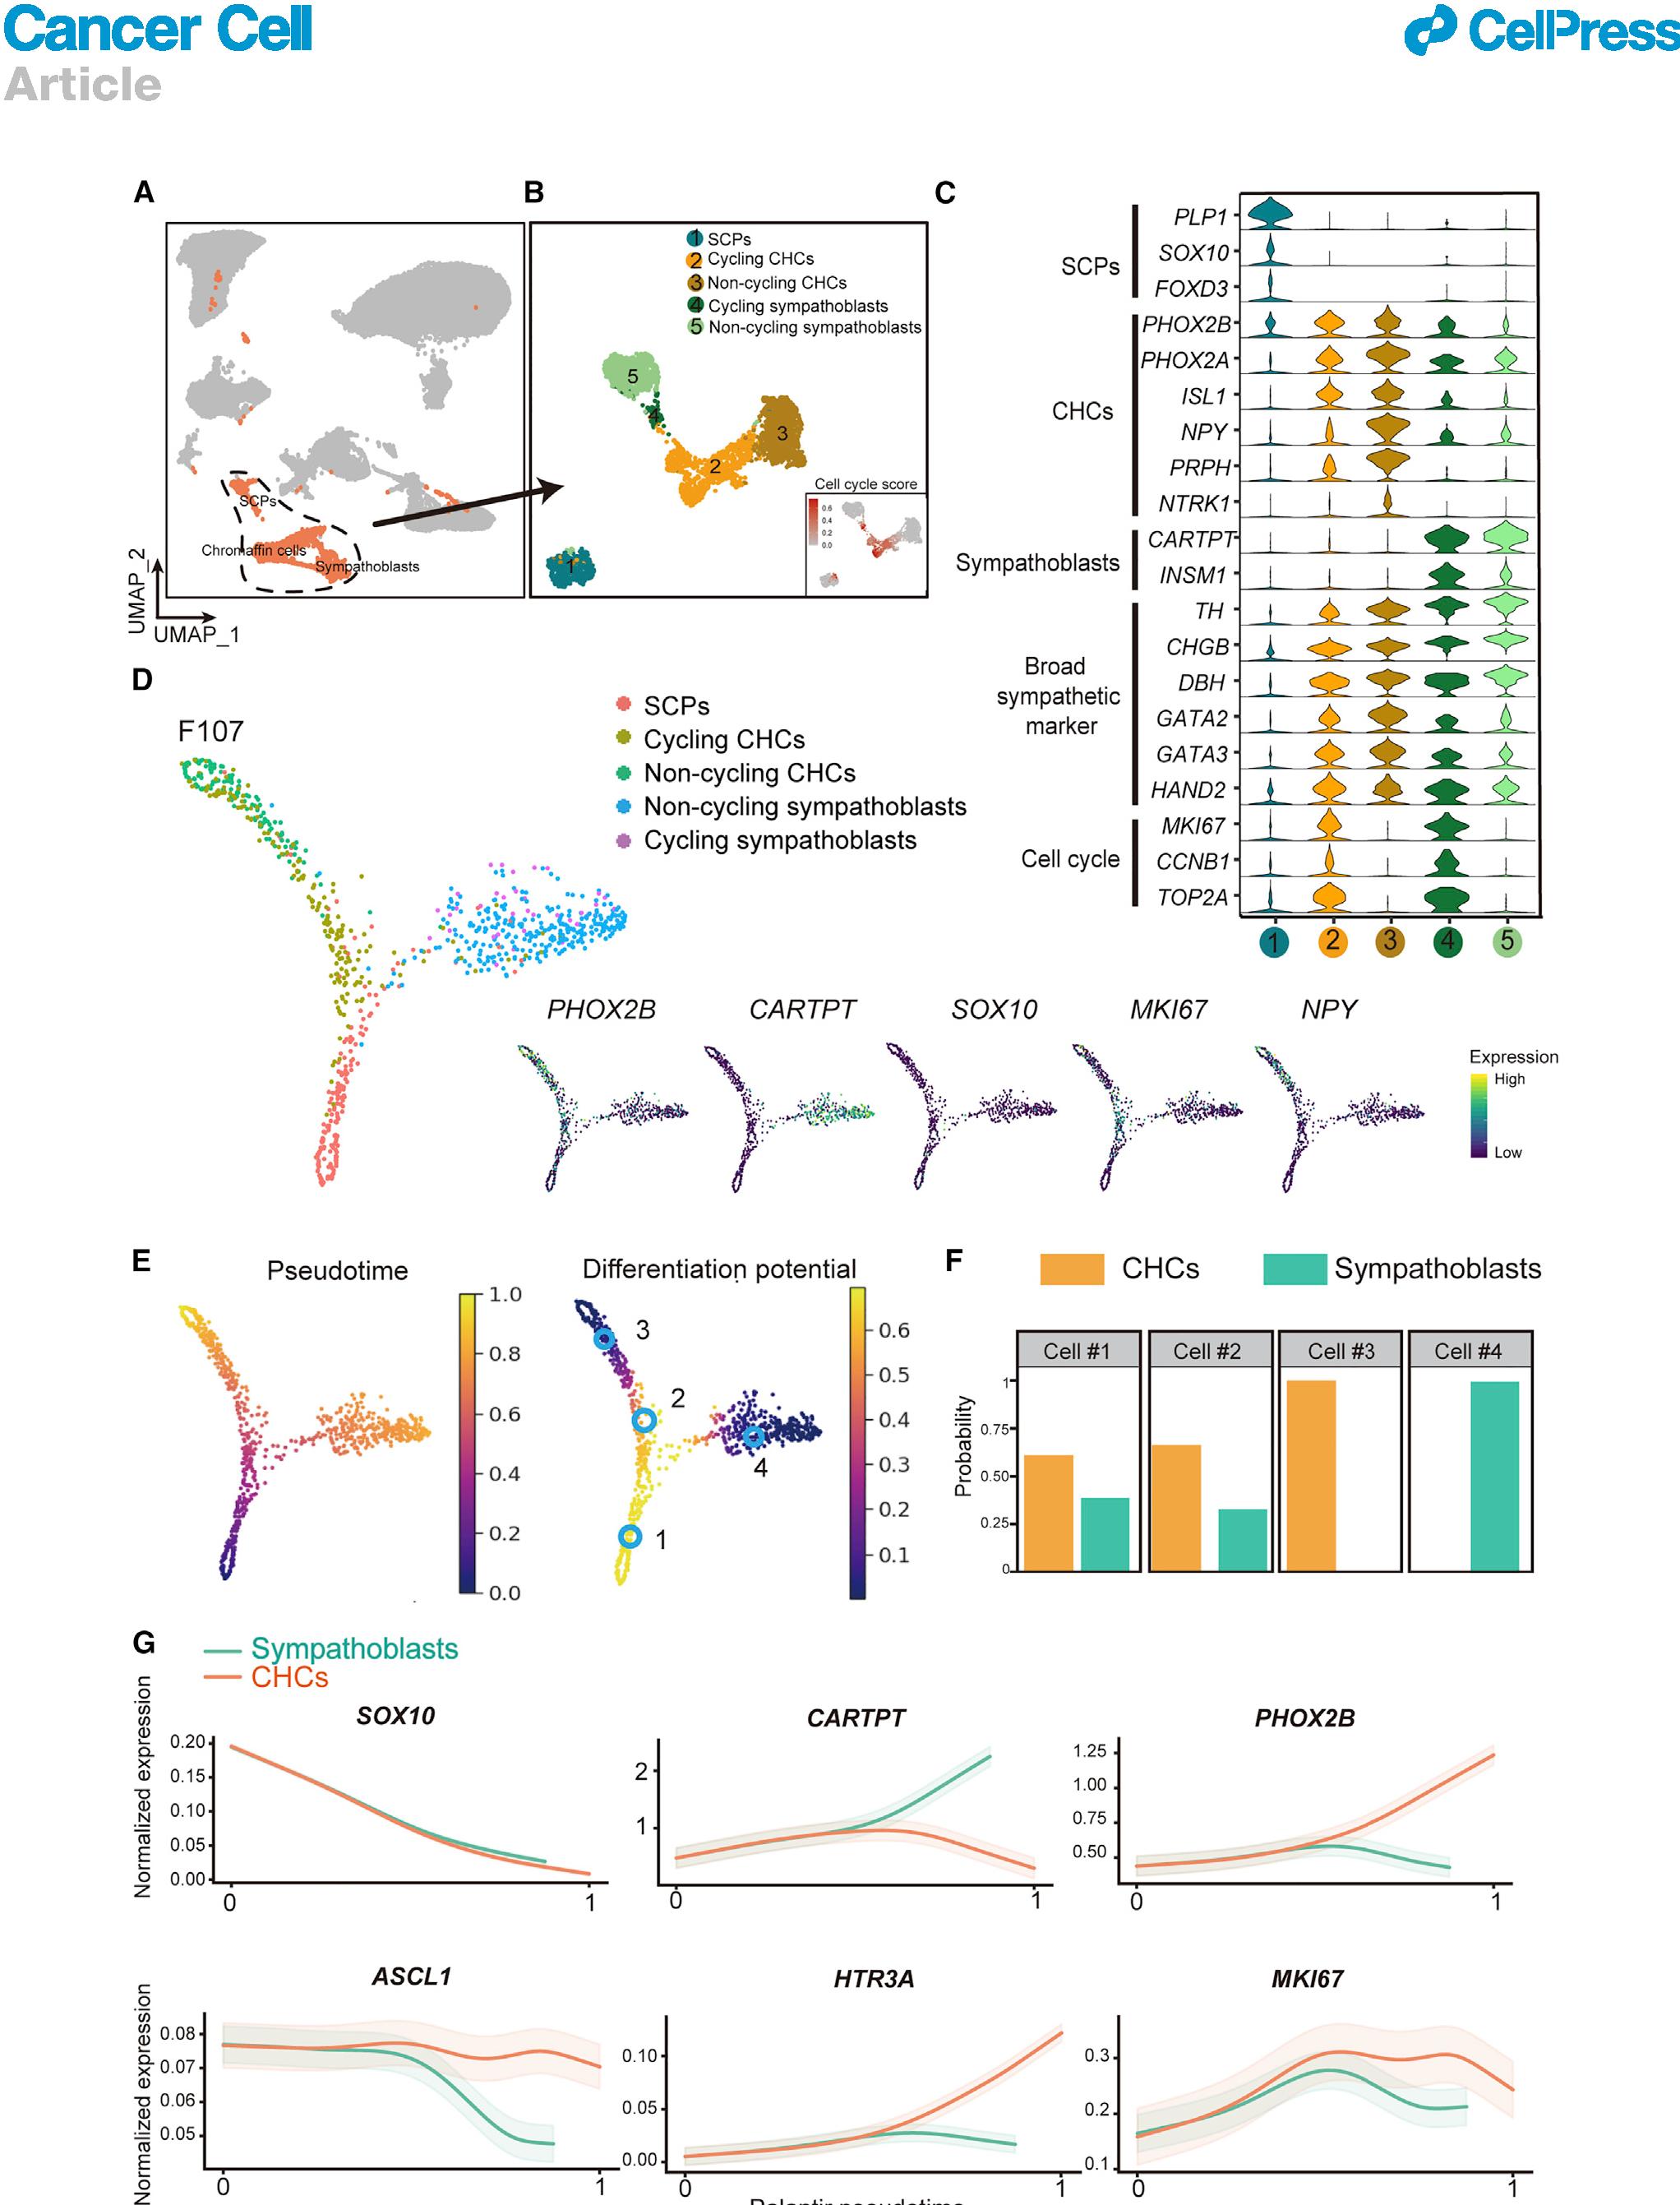 Cancer Cell
CellPress
Article
A
SCPs
Chromaffin cells
Sympathoblasts
UMAP_2
UMAP_1
B
1 SCPs
2 Cycling CHCs
3 Non-cycling CHCs
4 Cycling sympathoblasts
5 Non-cycling sympathoblasts
5
4
3
2
1
Cell cycle score
0.6
0.4
0.2
0.0
C
SCPs
PLP1
SOX10
FOXD3
CHCs
PHOX2B
PHOX2A
ISL1
NPY
PRPH
NTRK1
Sympathoblasts
CARTPT
INSM1
Broad
sympathetic
marker
TH
CHGB
DBH
GATA2
GATA3
HAND2
Cell cycle
MKI67
CCNB1
TOP2A
1 2 3 4 5
D
F107
SCPs
Cycling CHCs
Non-cycling CHCs
Non-cycling sympathoblasts
Cycling sympathoblasts
PHOX2B CARTPT SOX10 MKI67 NPY
Expression
High
Low
E
Pseudotime
1.0
0.8
0.6
0.4
0.2
0.0
Differentiation potential
3
2
4
1
0.6
0.5
0.4
0.3
0.2
0.1
F
CHCs Sympathoblasts
Cell #1 Cell #2 Cell #3 Cell #4
Probability
1
0.75
0.50
0.25
0
G
Sympathoblasts
CHCs
Normalized expression
SOX10
0.20
0.15
0.10
0.05
0.00
0 1
CARTPT
2
1
0 1
PHOX2B
1.25
1.00
0.75
0.50
0 1
Normalized expression
ASCL1
0.08
0.07
0.06
0.05
0 1
HTR3A
0.10
0.05
0.00
0 1
MKI67
0.3
0.2
0.1
0 1
Palantir pseudotime